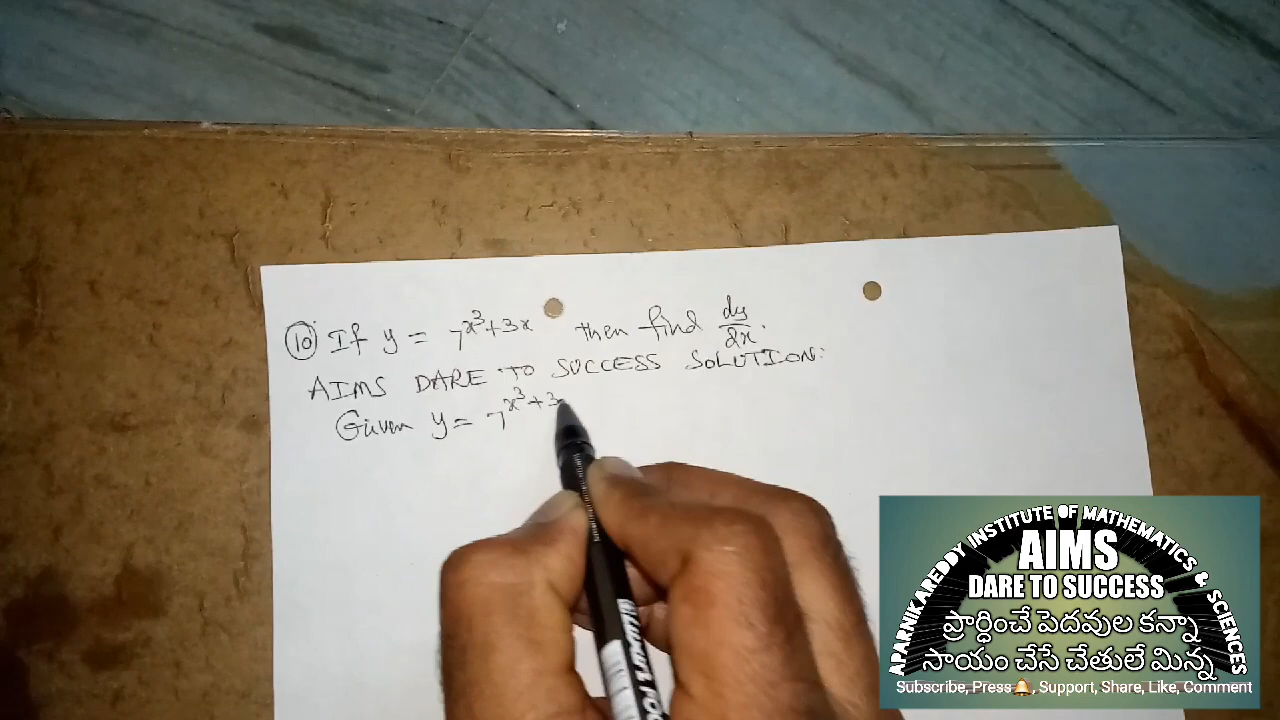 10 If y = 7^x³+3x then find dy/dx.
AIMS DARE TO SUCCESS SOLUTION:
Given y = 7^x³+3
APARNIKAREDDY INSTITUTE OF MATHEMATICS & SCIENCES
AIMS
DARE TO SUCCESS
ప్రార్ధించే పెదవుల కన్నా
సాయం చేసే చేతులే మిన్న
Subscribe, Press🔔, Support, Share, Like, Comment